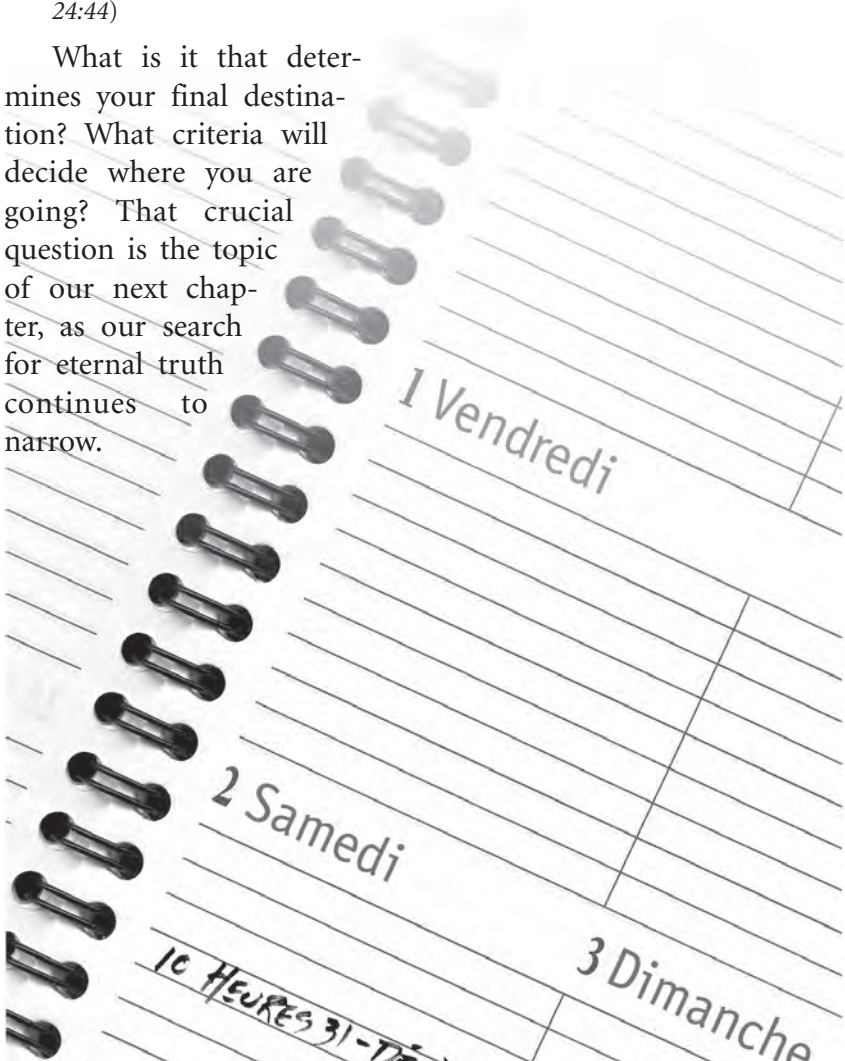 24:44)
What is it that deter-
mines your final destina-
tion? What criteria will
decide where you are
going? That crucial
question is the topic
of our next chap-
ter, as our search
for eternal truth
continues to
narrow.
1 Vendredi
2 Samedi
3 Dimanche
10 HEURES 31-